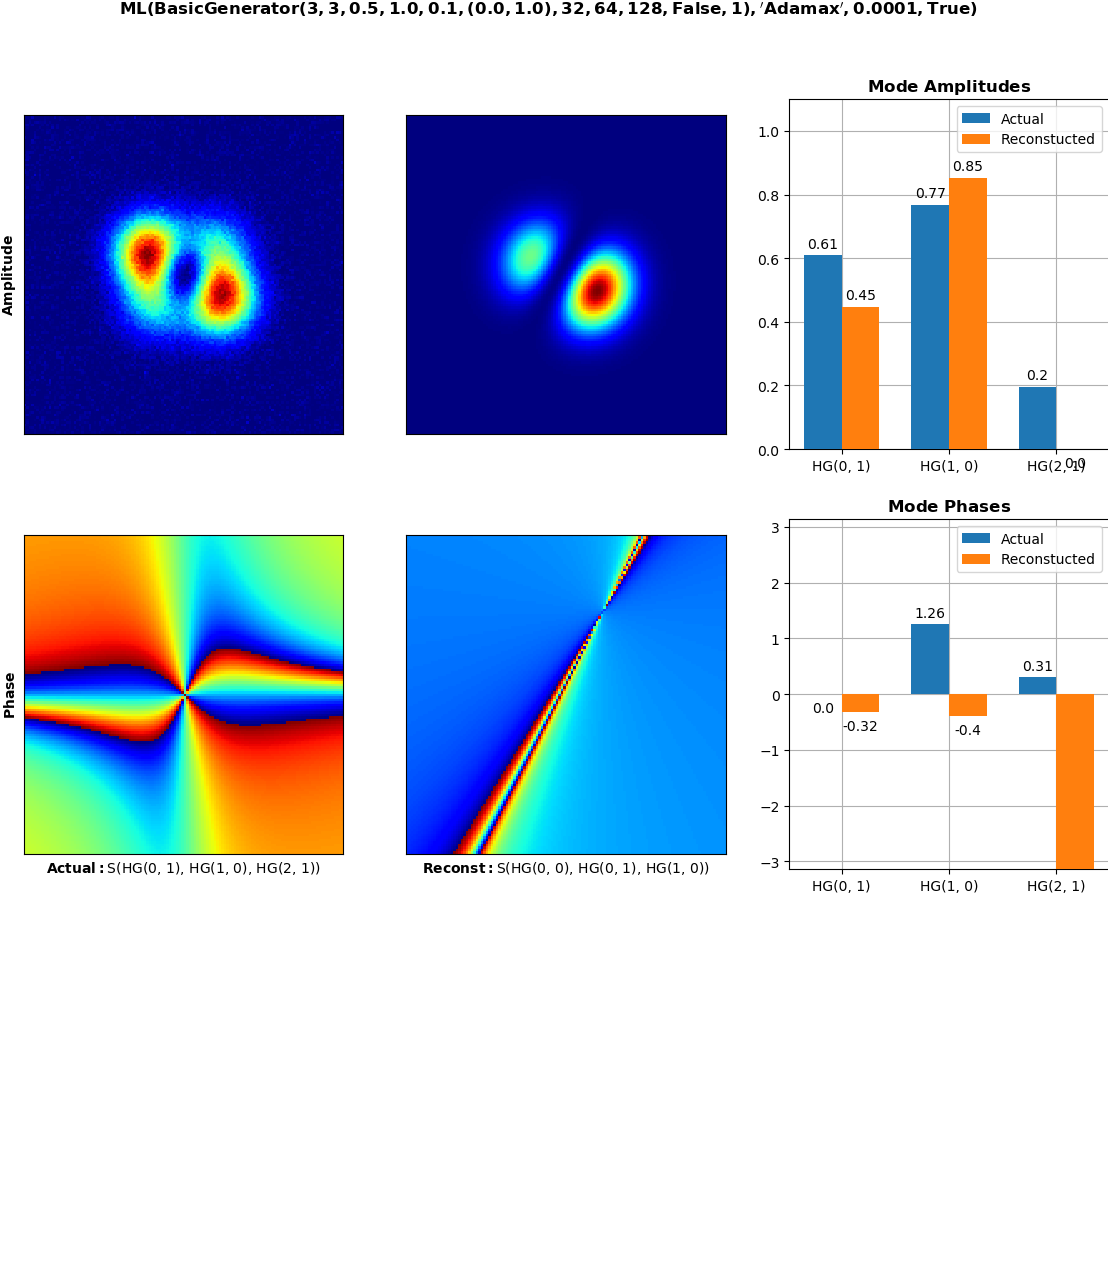 ML(BasicGenerator(3, 3, 0.5, 1.0, 0.1, (0.0, 1.0), 32, 64, 128, False, 1), 'Adamax', 0.0001, True)
Amplitude
Mode Amplitudes
Actual
Reconstucted
1.0
0.8
0.6
0.4
0.2
0.0
0.61
0.45
0.77
0.85
0.2
0.0
HG(0, 1)
HG(1, 0)
HG(2, 1)
Phase
Actual: S(HG(0, 1), HG(1, 0), HG(2, 1))
Reconst: S(HG(0, 0), HG(0, 1), HG(1, 0))
Mode Phases
Actual
Reconstucted
3
2
1
0
−1
−2
−3
0.0
-0.32
1.26
-0.4
0.31
HG(0, 1)
HG(1, 0)
HG(2, 1)